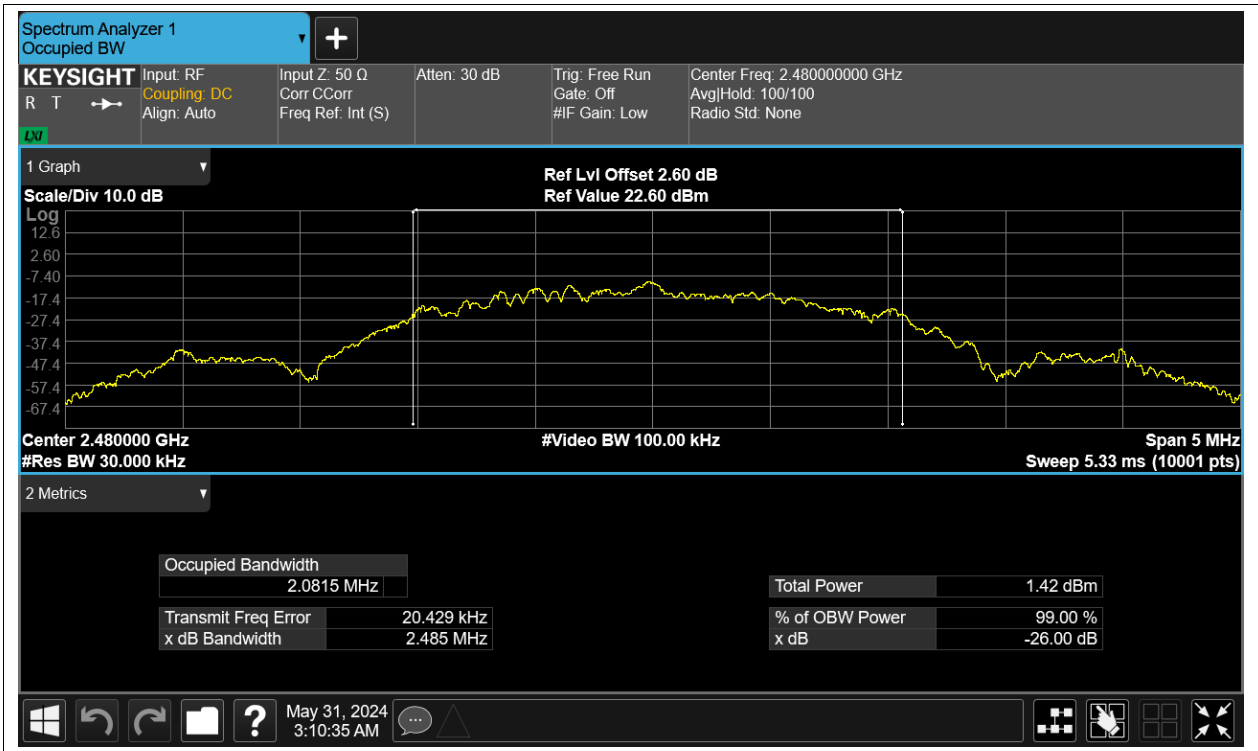 Spectrum Analyzer 1
Occupied BW
KEYSIGHT
R T
LXI
Input: RF
Coupling: DC
Align: Auto
Input Z: 50 Ω
Corr CCorr
Freq Ref: Int (S)
Atten: 30 dB
Trig: Free Run
Gate: Off
#IF Gain: Low
Center Freq: 2.480000000 GHz
Avg|Hold: 100/100
Radio Std: None
1 Graph
Ref Lvl Offset 2.60 dB
Scale/Div 10.0 dB
Ref Value 22.60 dBm
Log
12.6
2.60
-7.40
-17.4
-27.4
-37.4
-47.4
-57.4
-67.4
Center 2.480000 GHz
#Video BW 100.00 kHz
Span 5 MHz
#Res BW 30.000 kHz
Sweep 5.33 ms (10001 pts)
2 Metrics
Occupied Bandwidth
2.0815 MHz
Total Power 1.42 dBm
Transmit Freq Error 20.429 kHz
% of OBW Power 99.00 %
x dB Bandwidth 2.485 MHz
x dB -26.00 dB
?
May 31, 2024
3:10:35 AM